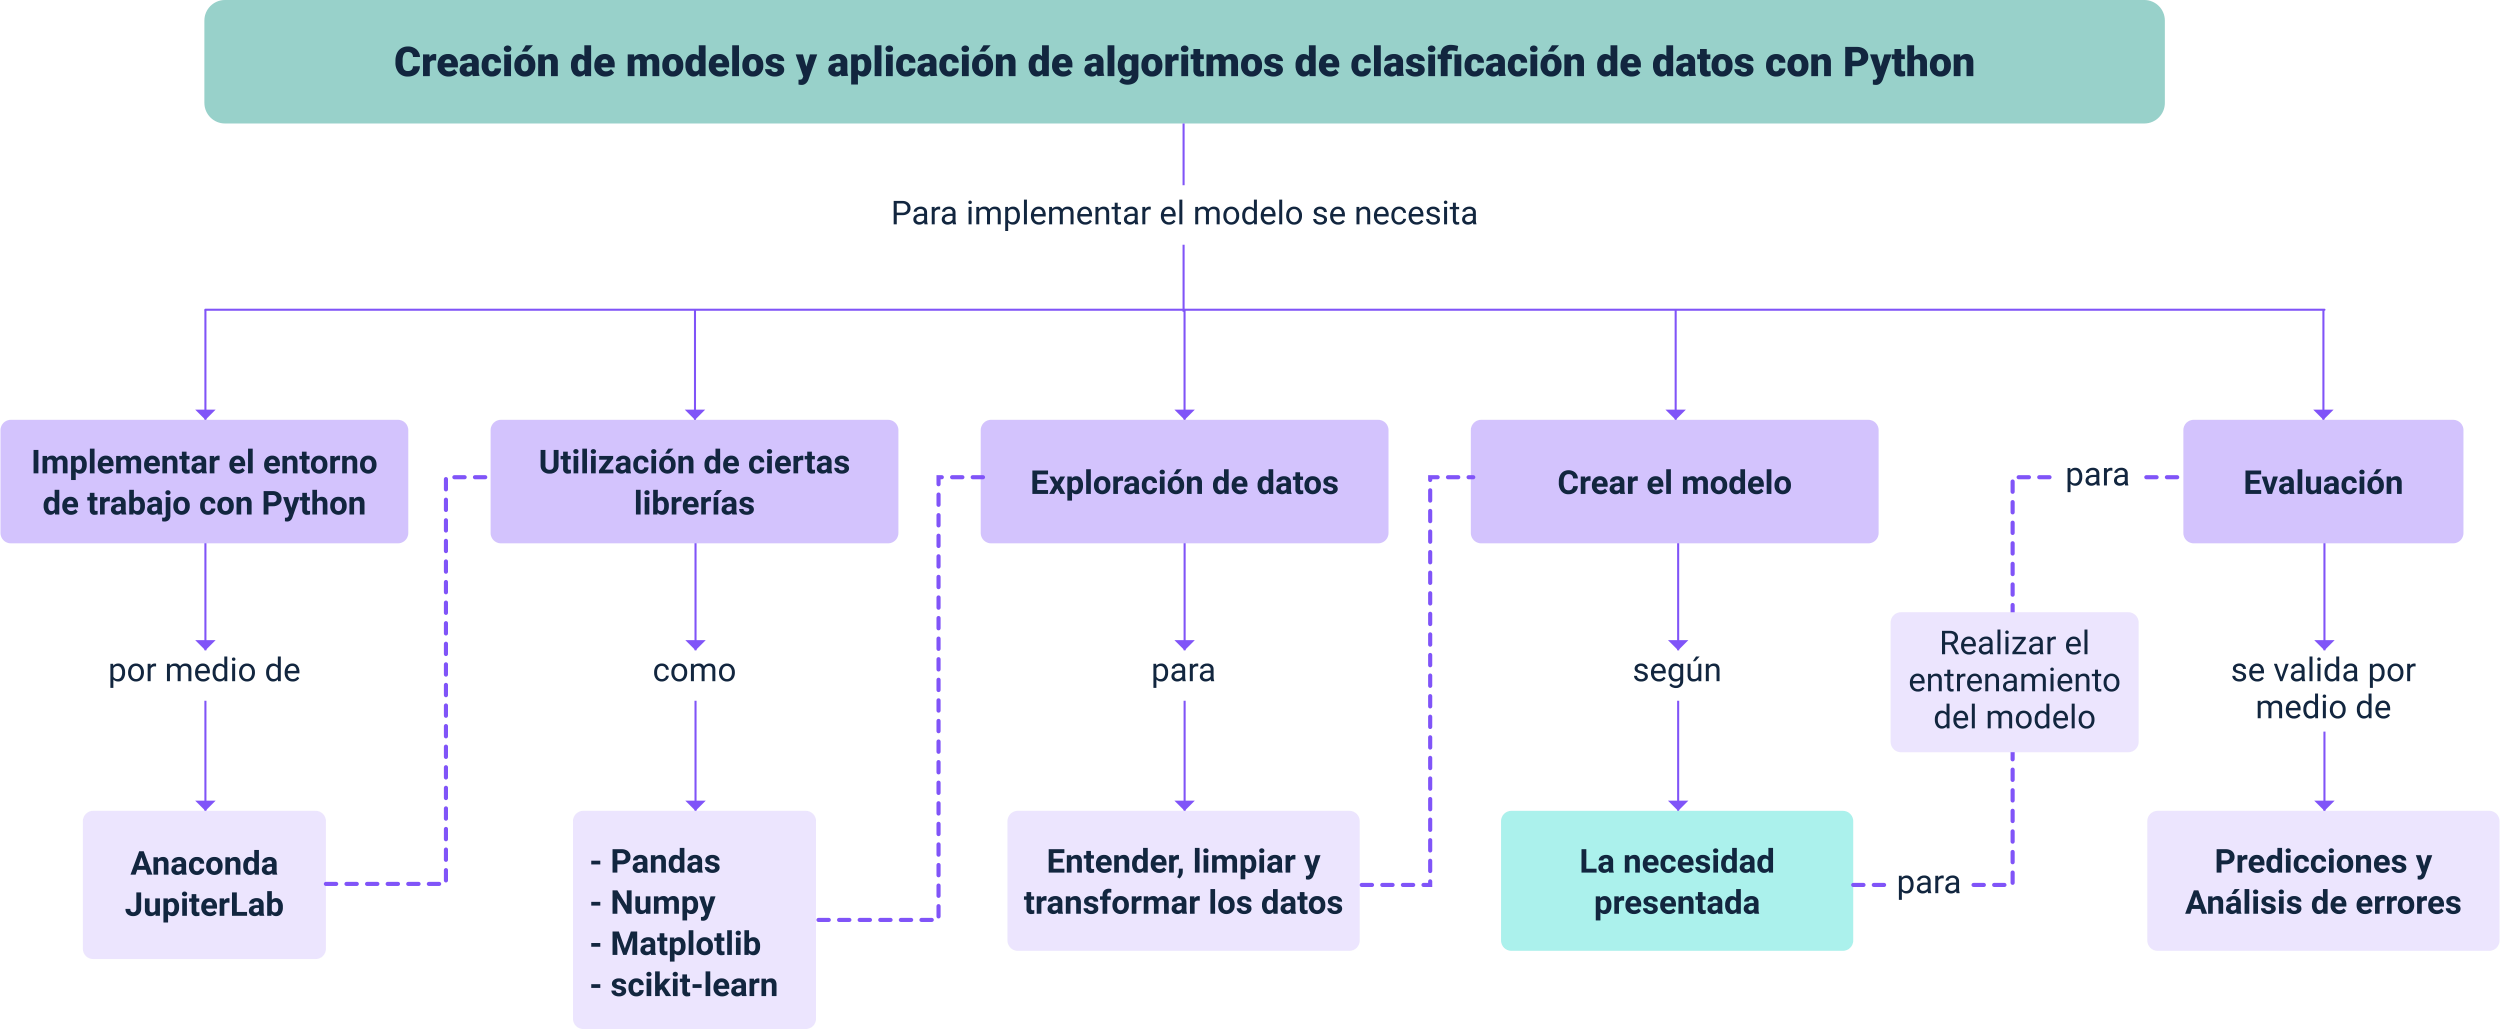 Creación de modelos y aplicación de algoritmos de clasificación de datos con Python
Para implementar el modelo se necesita
Implementar el entorno
de trabajo con Python
por medio de
Anaconda
JupiterLab
Utilización de ciertas
librerías
como
- Pandas
- Numpy
- Matplotlib
- scikit-learn
Exploración de datos
para
Entender, limpiar,
transformar los datos
Crear el modelo
según
La necesidad
presentada
para
Realizar el
entrenamiento
del modelo
para
Evaluación
se valida por
medio de
Predicciones y
Análisis de errores